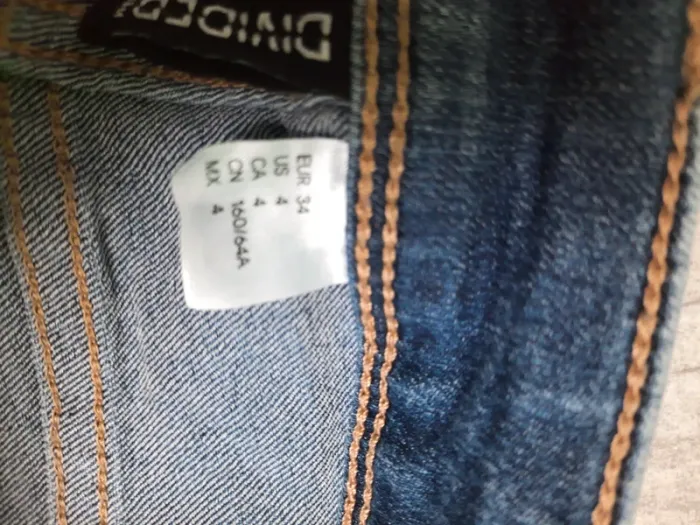 DIVIDED
EUR 34
US 4
CA 4
CN 160/64A
MX 4